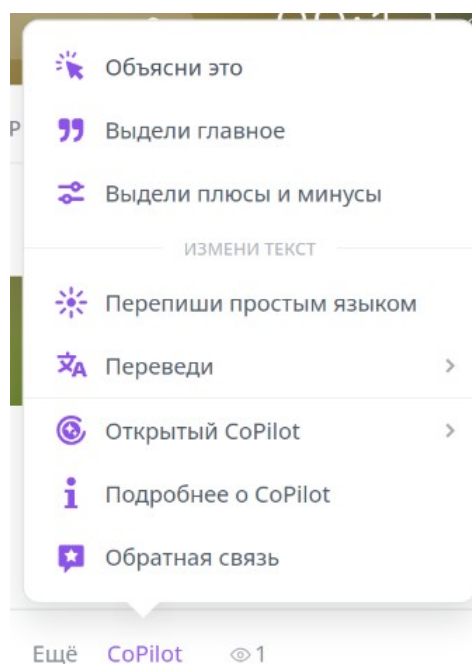 Объясни это
Р
Выдели главное
Выдели плюсы и минусы
ИЗМЕНИ ТЕКСТ
Перепиши простым языком
Переведи
Открытый CoPilot
Подробнее о CoPilot
Обратная связь
Ещё CoPilot 1